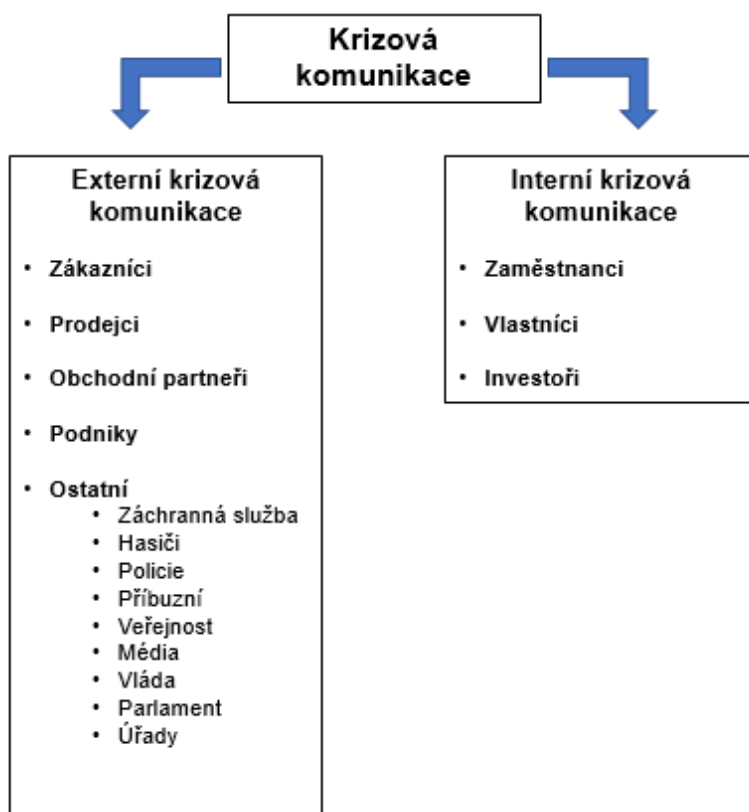 Krizová
komunikace
Externí krizová
komunikace
• Zákazníci
• Prodejci
• Obchodní partneři
• Podniky
• Ostatní
• Záchranná služba
• Hasiči
• Policie
• Příbuzní
• Veřejnost
• Média
• Vláda
• Parlament
• Úřady
Interní krizová
komunikace
• Zaměstnanci
• Vlastníci
• Investoři